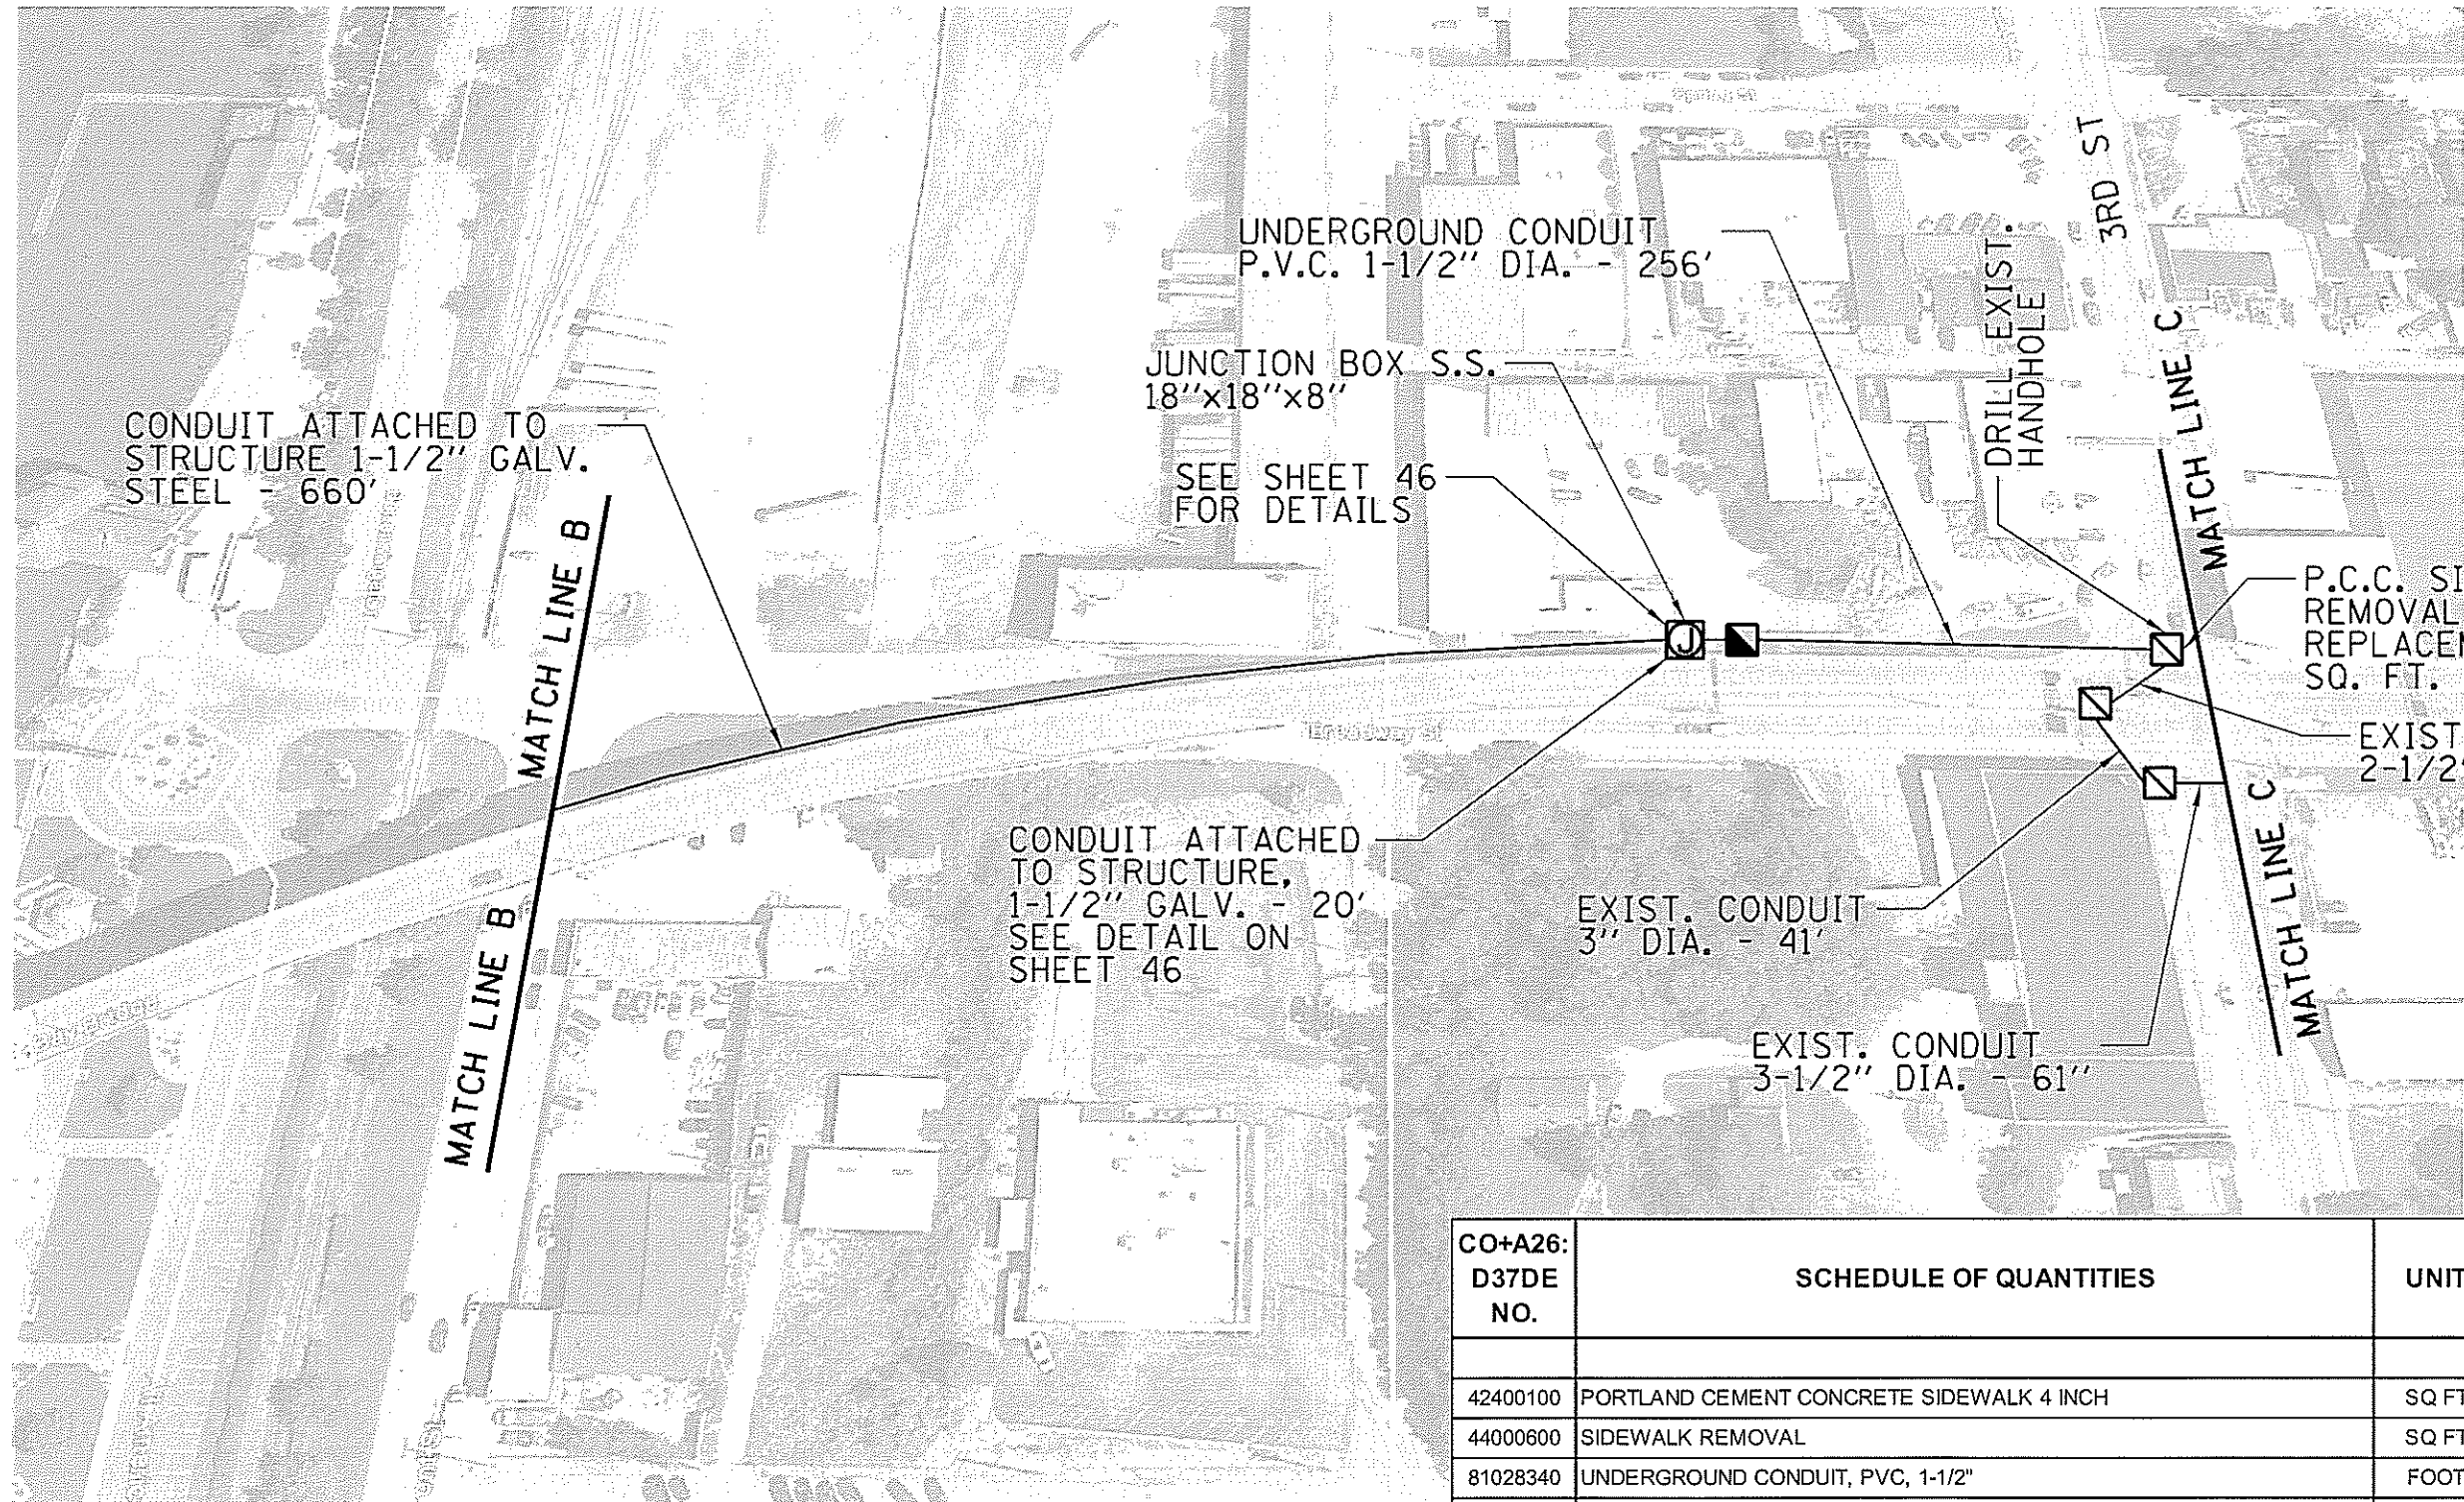 3RD ST
UNDERGROUND CONDUIT
P.V.C. 1-1/2" DIA. - 256'
DRILL EXIST.
HANDHOLE
JUNCTION BOX S.S.
18"x18"x8"
MATCH LINE C
CONDUIT ATTACHED TO
STRUCTURE 1-1/2" GALV.
STEEL - 660'
SEE SHEET 46
FOR DETAILS
MATCH LINE B
P.C.C. SI
REMOVAL
REPLACEM
SQ. FT.
EXIST
2-1/2"
Broadway St
MATCH LINE C
CONDUIT ATTACHED
TO STRUCTURE,
1-1/2" GALV. - 20'
SEE DETAIL ON
SHEET 46
J
EXIST. CONDUIT
3" DIA. - 41'
MATCH LINE B
EXIST. CONDUIT
3-1/2" DIA. - 61"
CO+A26:
D37DE
NO.
SCHEDULE OF QUANTITIES
UNIT
42400100 PORTLAND CEMENT CONCRETE SIDEWALK 4 INCH SQ FT
44000600 SIDEWALK REMOVAL SQ FT
81028340 UNDERGROUND CONDUIT, PVC, 1-1/2" FOOT